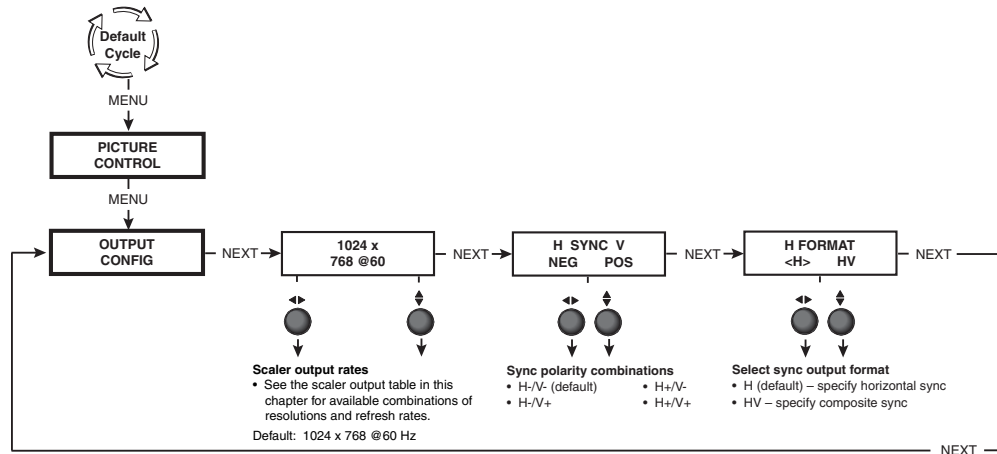 Default
Cycle
MENU
PICTURE
CONTROL
MENU
OUTPUT
CONFIG
NEXT
1024 x
768 @60
NEXT
H SYNC V
NEG POS
NEXT
H FORMAT
<H> HV
NEXT
Scaler output rates
• See the scaler output table in this
chapter for available combinations of
resolutions and refresh rates.
Default: 1024 x 768 @60 Hz
Sync polarity combinations
• H-/V- (default) • H+/V-
• H-/V+ • H+/V+
Select sync output format
• H (default) – specify horizontal sync
• HV – specify composite sync
NEXT